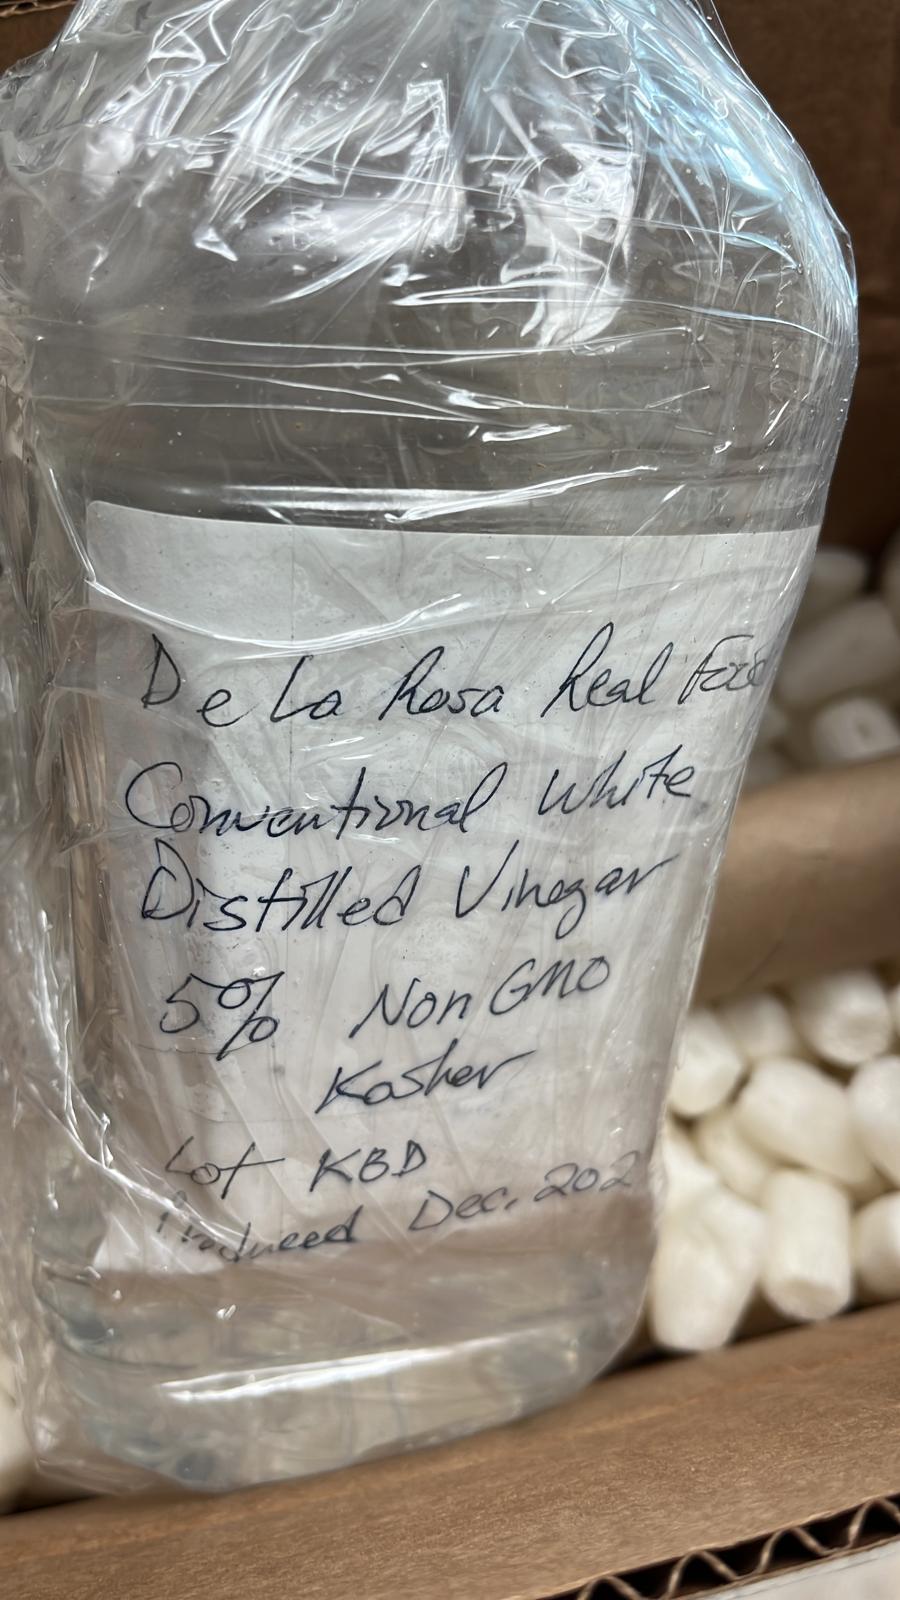 De La Rosa Real
Conventional White
Distilled Vinegar
5% Non GMO
Kosher
Lot KBD
Produced Dec.